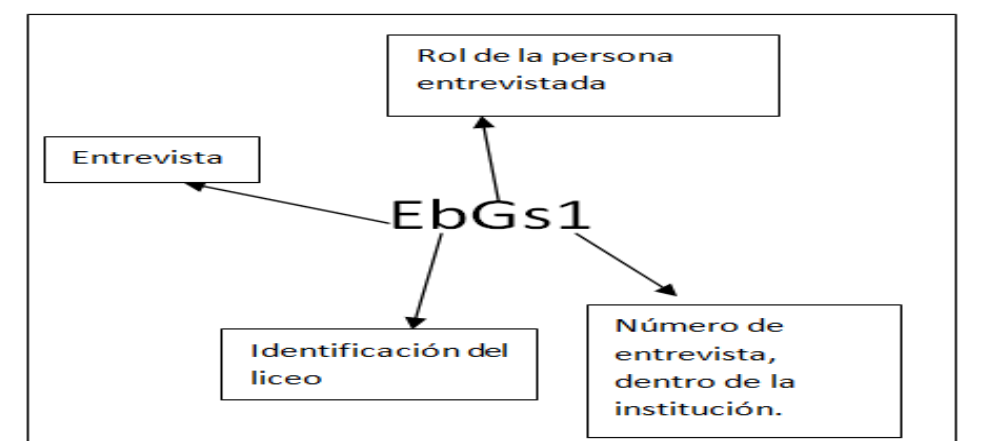 Rol de la persona
entrevistada
Entrevista
EbGs1
Identificación del
liceo
Número de
entrevista,
dentro de la
institución.